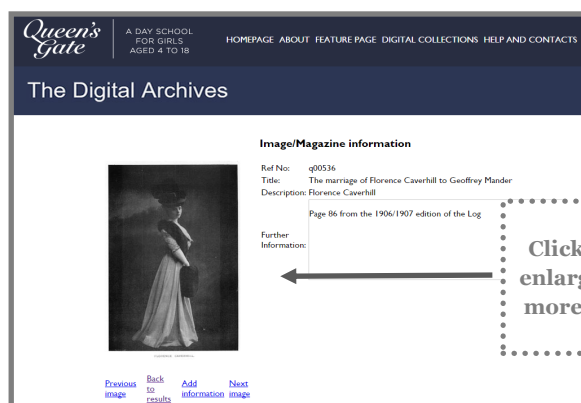 Queen's
Gate
A DAY SCHOOL
FOR GIRLS
AGED 4 TO 18
HOMEPAGE ABOUT FEATURE PAGE DIGITAL COLLECTIONS HELP AND CONTACTS
The Digital Archives
Image/Magazine information
Ref No: q00536
Title: The marriage of Florence Caverhill to Geoffrey Mander
Description: Florence Caverhill
Page 86 from the 1906/1907 edition of the Log
Further
Information:
Click
enlarg
more
Previous
image
Back
to
results
Add
information
Next
image